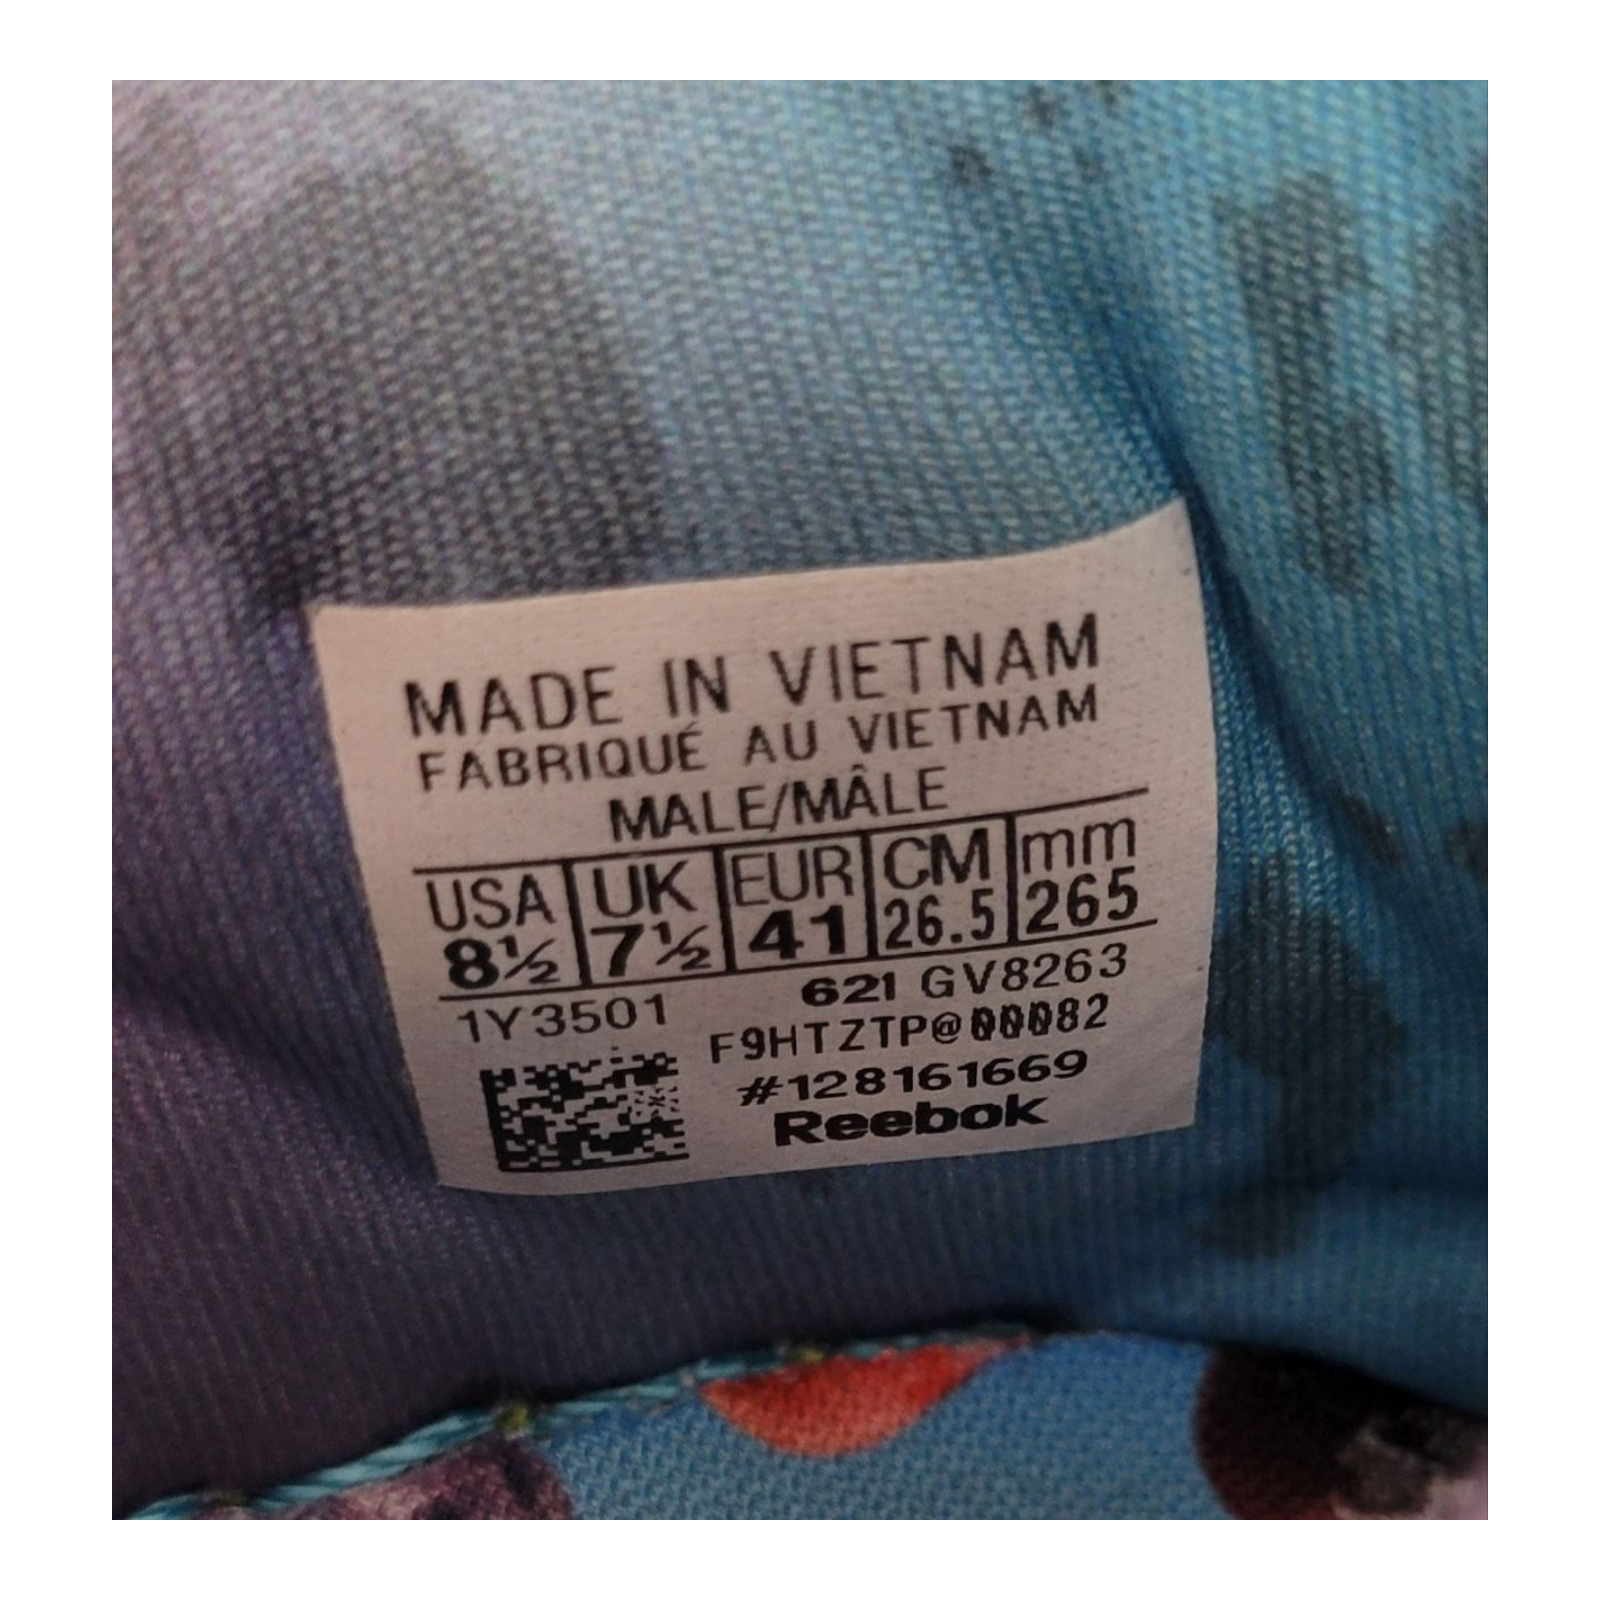 MADE IN VIETNAM
FABRIQUÉ AU VIETNAM
MALE/MÂLE
USA UK EUR CM mm
8½ 7½ 41 26.5 265
1Y3501 621 GV8263
F9HTZTP@00082
#128161669
Reebok